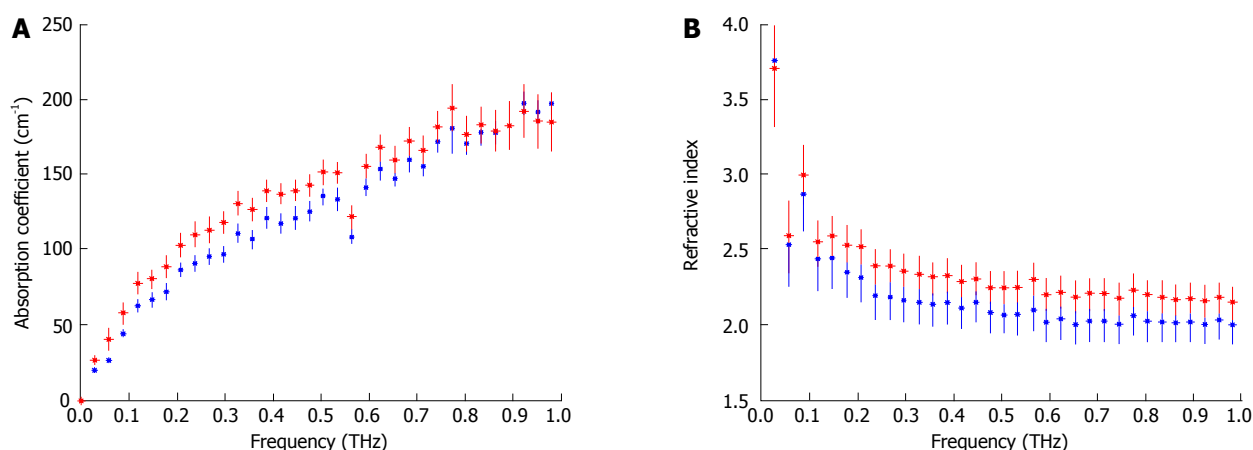 A
Absorption coefficient (cm⁻¹)
250
200
150
100
50
0
0.0 0.1 0.2 0.3 0.4 0.5 0.6 0.7 0.8 0.9 1.0
Frequency (THz)
B
Refractive index
4.0
3.5
3.0
2.5
2.0
1.5
0.0 0.1 0.2 0.3 0.4 0.5 0.6 0.7 0.8 0.9 1.0
Frequency (THz)